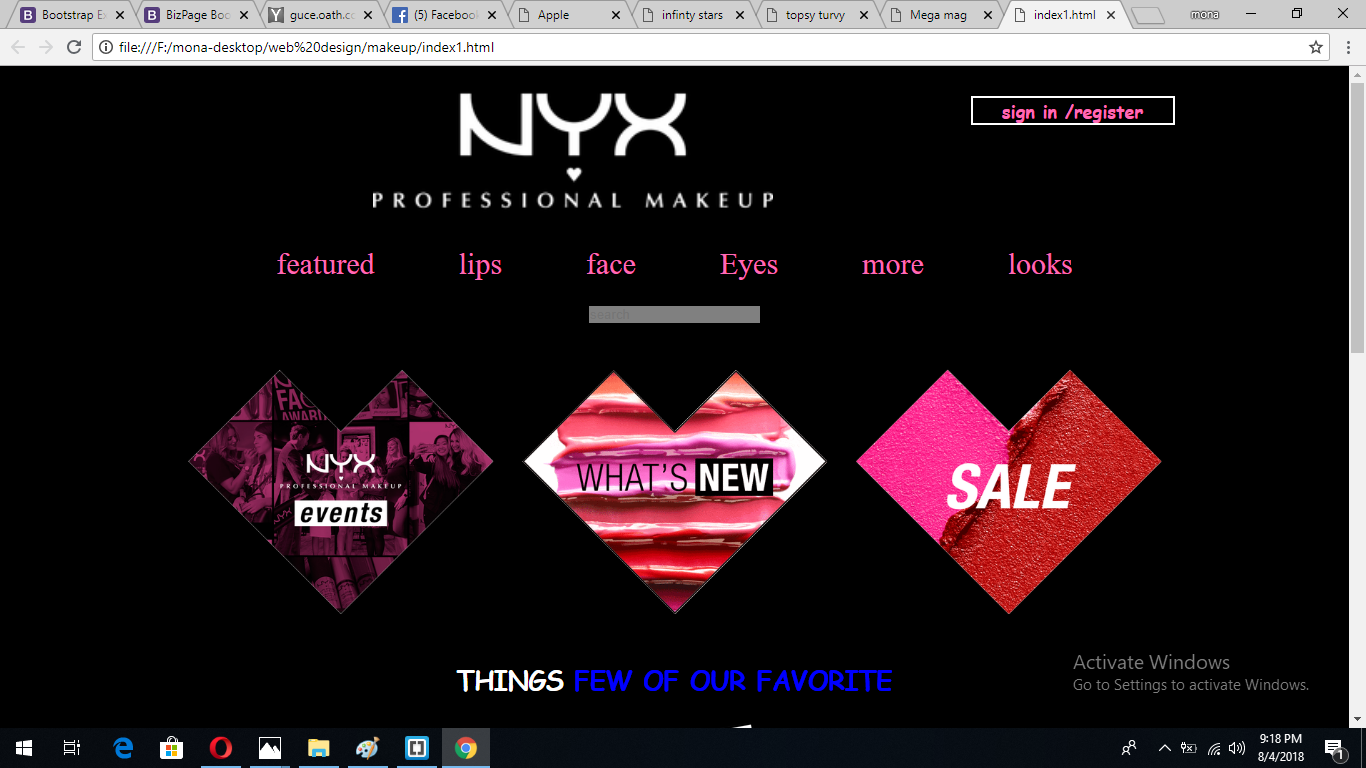 Bootstrap Ex
BizPage Boo
guce.oath.co
(5) Facebook
Apple
infinty stars
topsy turvy
Mega mag
index1.html
mona
file:///F:/mona-desktop/web%20design/makeup/index1.html
NYX
PROFESSIONAL MAKEUP
sign in /register
featured lips face Eyes more looks
search
NYX
PROFESSIONAL MAKEUP
events
WHAT'S NEW
SALE
THINGS FEW OF OUR FAVORITE
Activate Windows
Go to Settings to activate Windows.
9:18 PM
8/4/2018
1